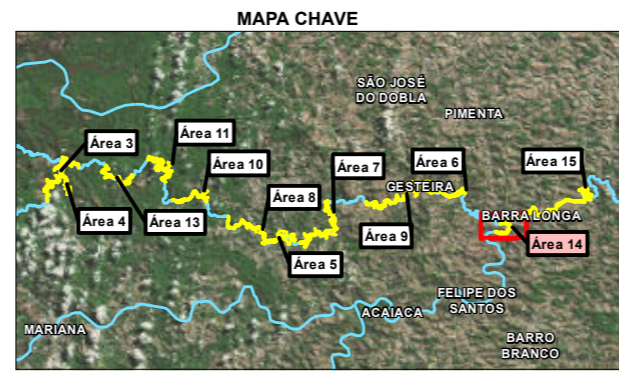 MAPA CHAVE
SÃO JOSÉ
DO DOBLA
PIMENTA
Área 3
Área 11
Área 10
Área 7
Área 6
Área 15
GESTEIRA
Área 4
Área 13
Área 8
Área 9
BARRA LONGA
Área 14
Área 5
FELIPE DOS
SANTOS
ACAIACA
MARIANA
BARRO
BRANCO